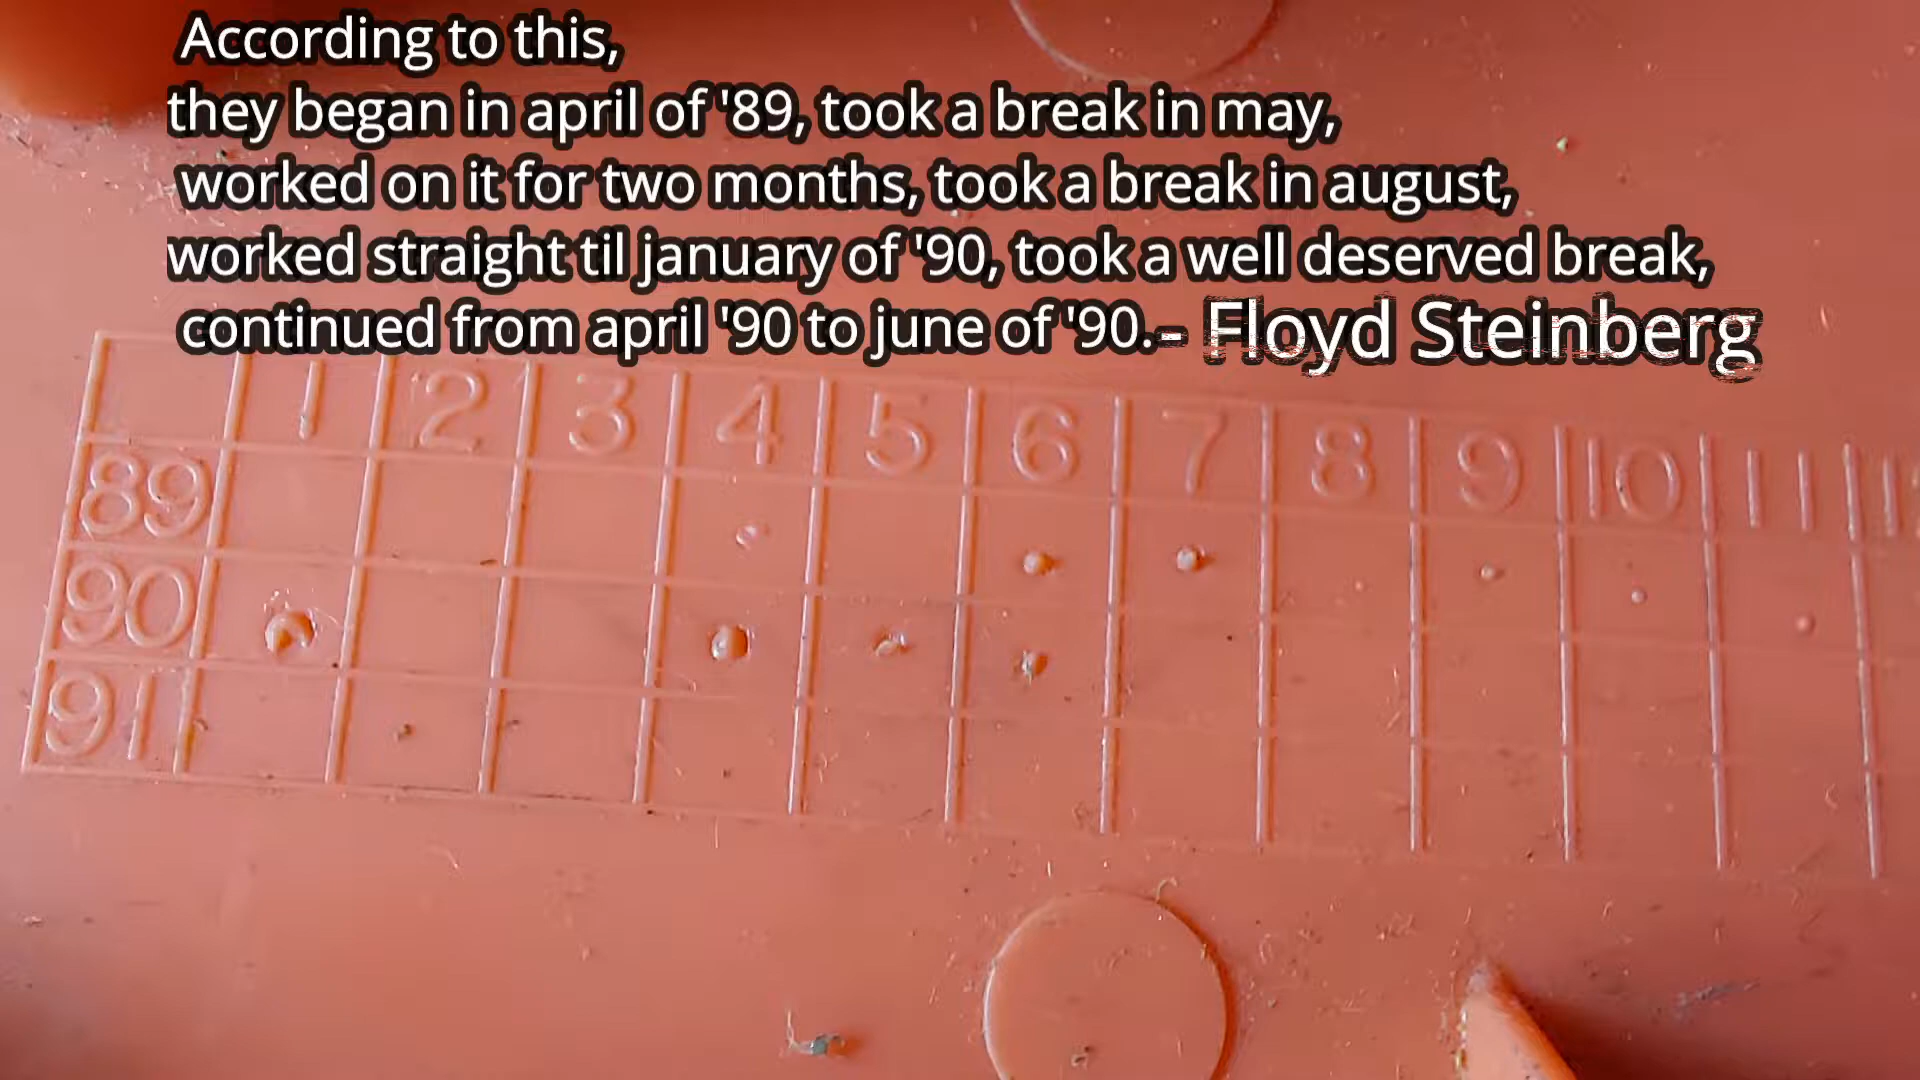 According to this,
they began in april of '89, took a break in may,
worked on it for two months, took a break in august,
worked straight til january of '90, took a well deserved break,
continued from april '90 to june of '90.- Floyd Steinberg
1 2 3 4 5 6 7 8 9 10 11
89
90
91